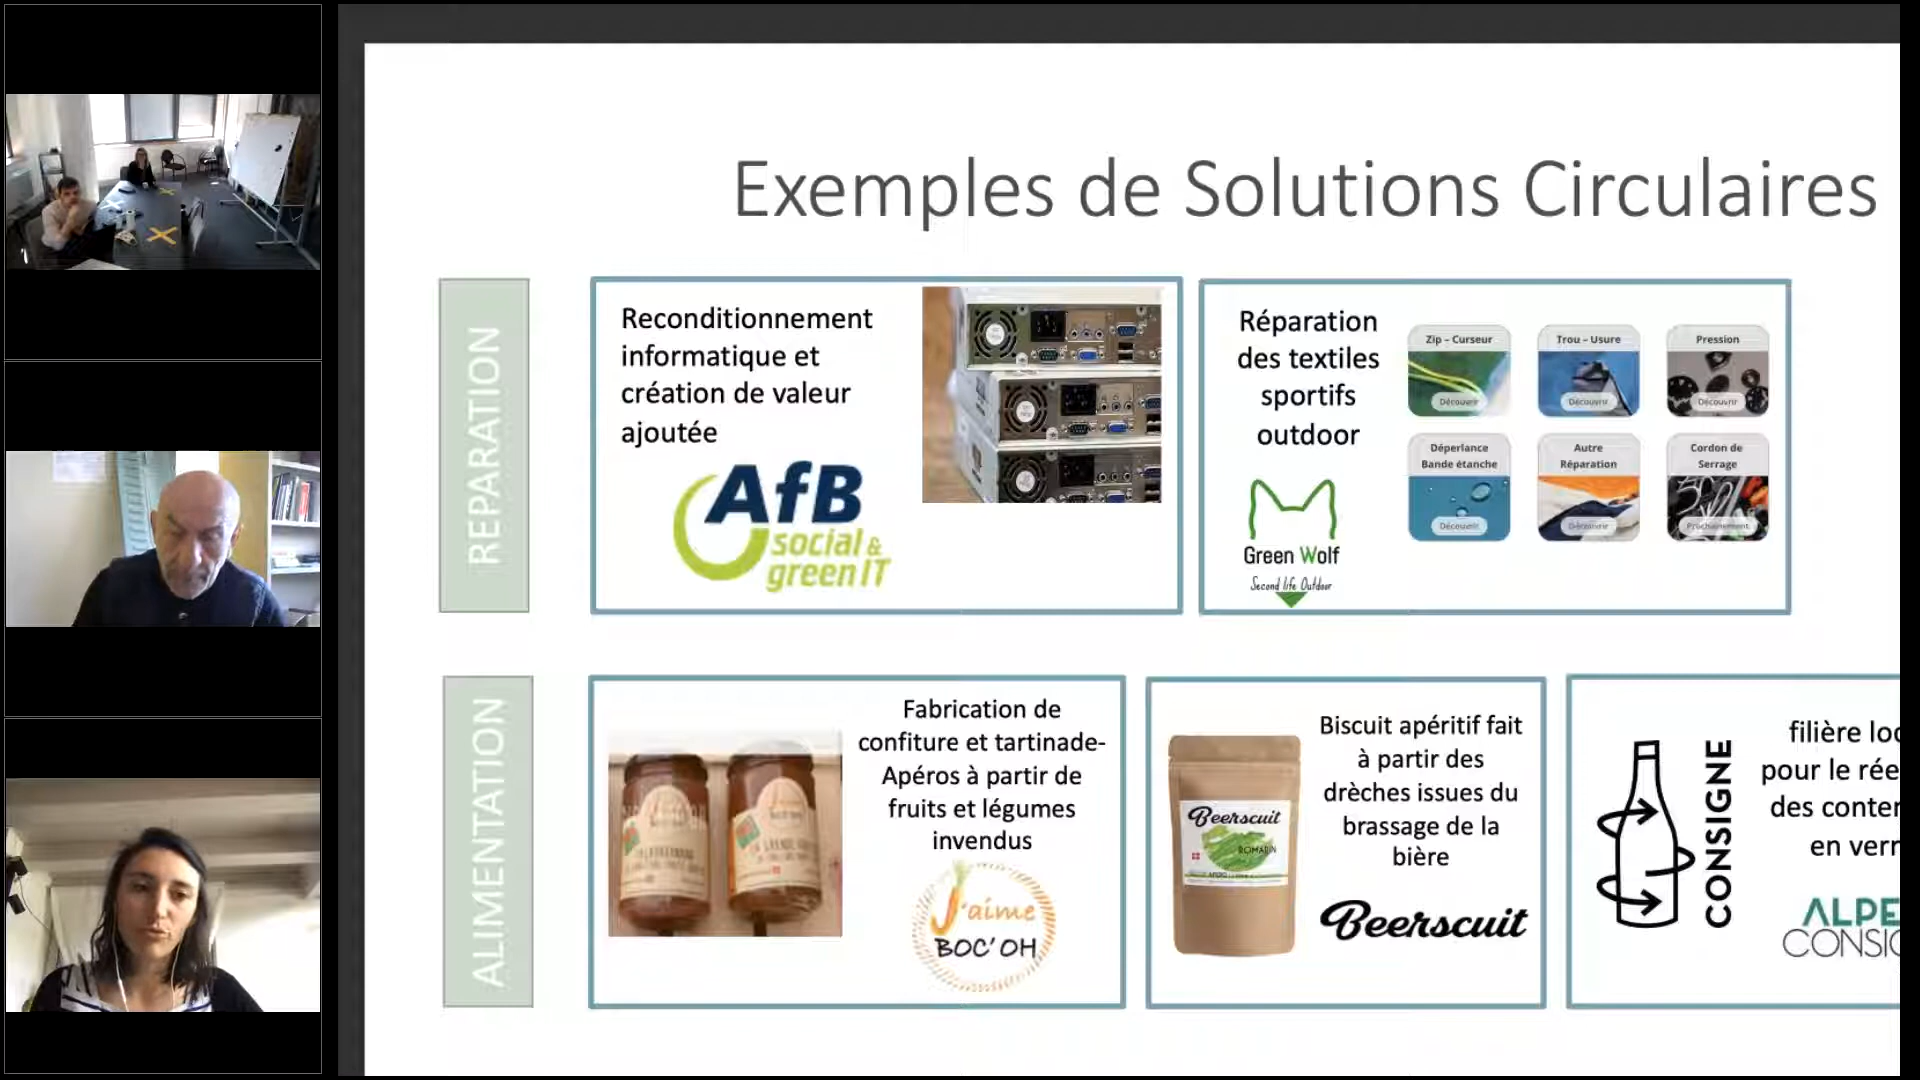 Exemples de Solutions Circulaires
REPARATION
Reconditionnement
informatique et
création de valeur
ajoutée
AfB
social &
green IT
Réparation
des textiles
sportifs
outdoor
Green Wolf
Second life Outdoor
Zip – Curseur
Découvrir
Trou – Usure
Découvrir
Pression
Découvrir
Déperlance
Bande étanche
Découvrir
Autre
Réparation
Découvrir
Cordon de
Serrage
Prochainement
ALIMENTATION
Fabrication de
confiture et tartinade-
Apéros à partir de
fruits et légumes
invendus
J'aime
BOC'OH
Beerscuit
ROMARIN
Biscuit apéritif fait
à partir des
drèches issues du
brassage de la
bière
Beerscuit
CONSIGNE
filière loc
pour le rée
des conten
en verr
ALPE
CONSIG